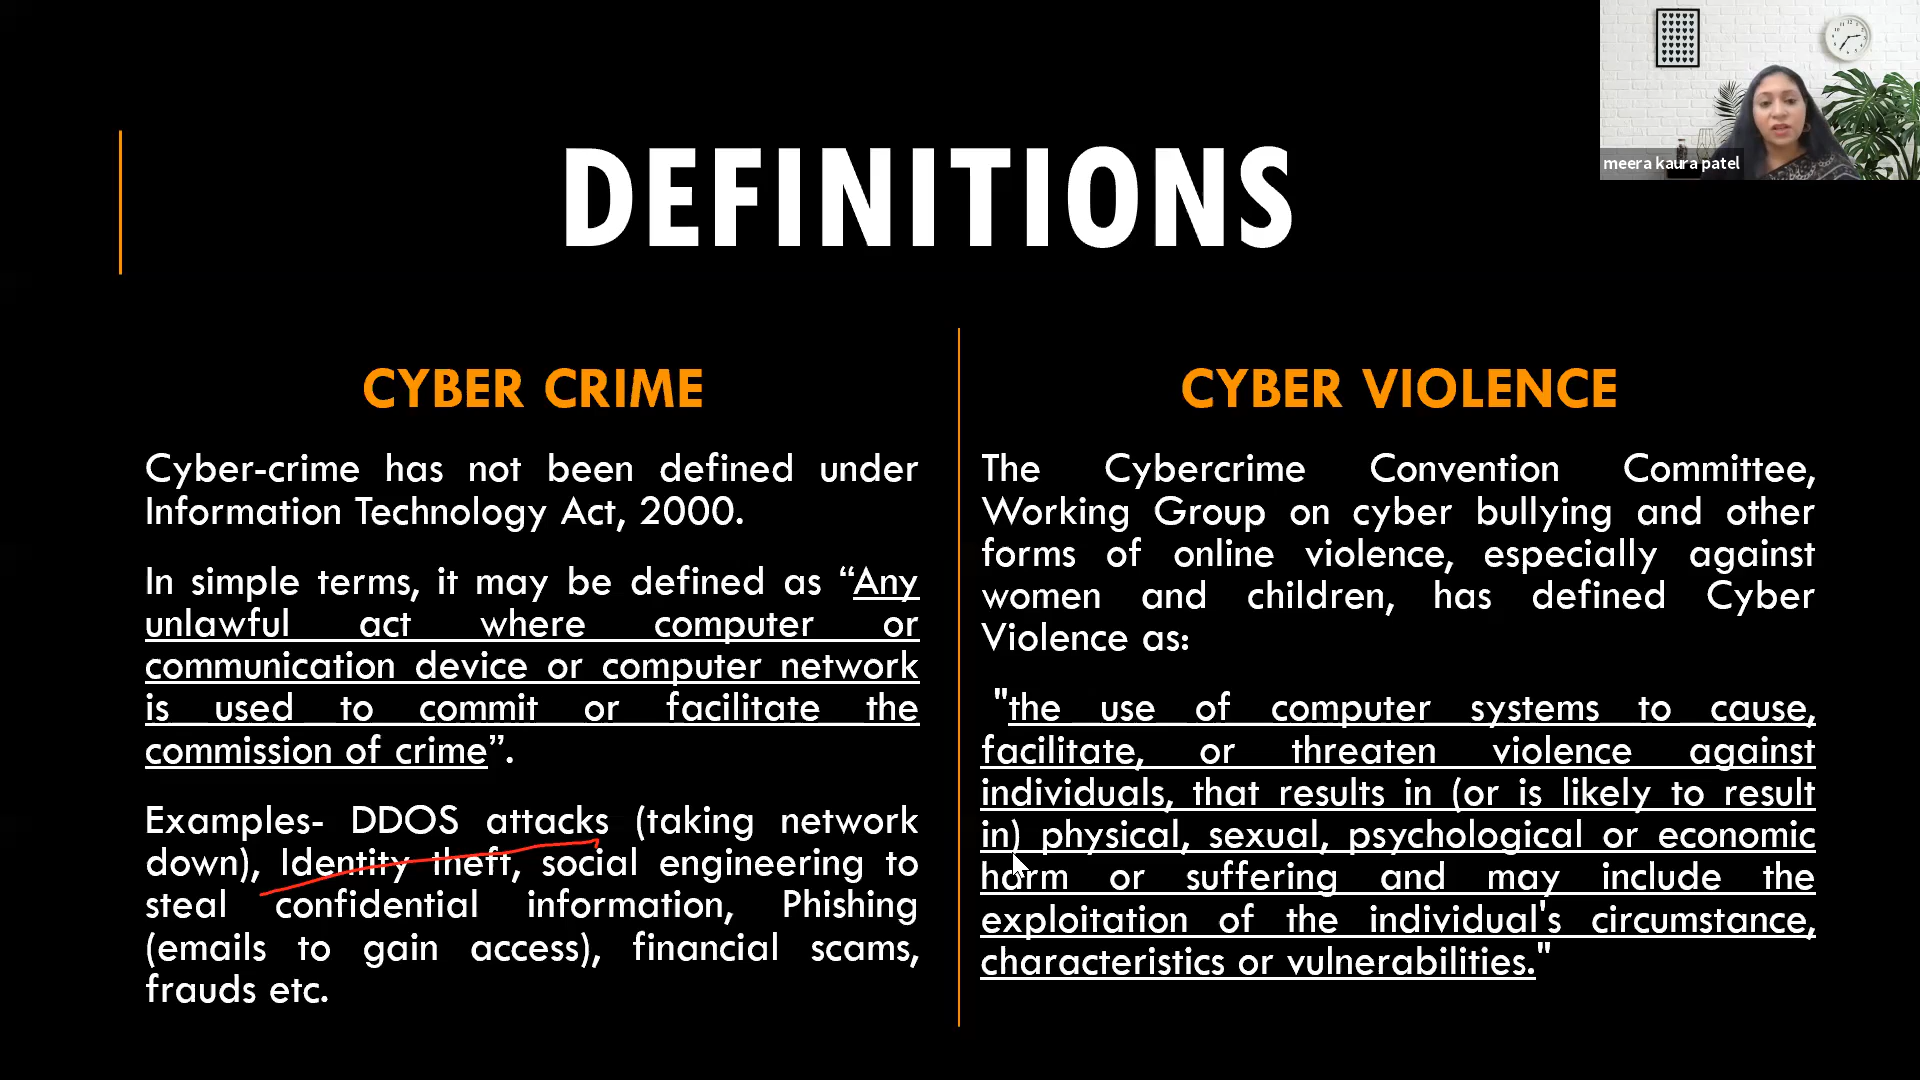 DEFINITIONS
meera kaura patel
CYBER CRIME
Cyber-crime has not been defined under
Information Technology Act, 2000.
In simple terms, it may be defined as “Any
unlawful act where computer or
communication device or computer network
is used to commit or facilitate the
commission of crime”.
Examples- DDOS attacks (taking network
down), Identity theft, social engineering to
steal confidential information, Phishing
(emails to gain access), financial scams,
frauds etc.
CYBER VIOLENCE
The Cybercrime Convention Committee,
Working Group on cyber bullying and other
forms of online violence, especially against
women and children, has defined Cyber
Violence as:
"the use of computer systems to cause,
facilitate, or threaten violence against
individuals, that results in (or is likely to result
in) physical, sexual, psychological or economic
harm or suffering and may include the
exploitation of the individual's circumstance,
characteristics or vulnerabilities."